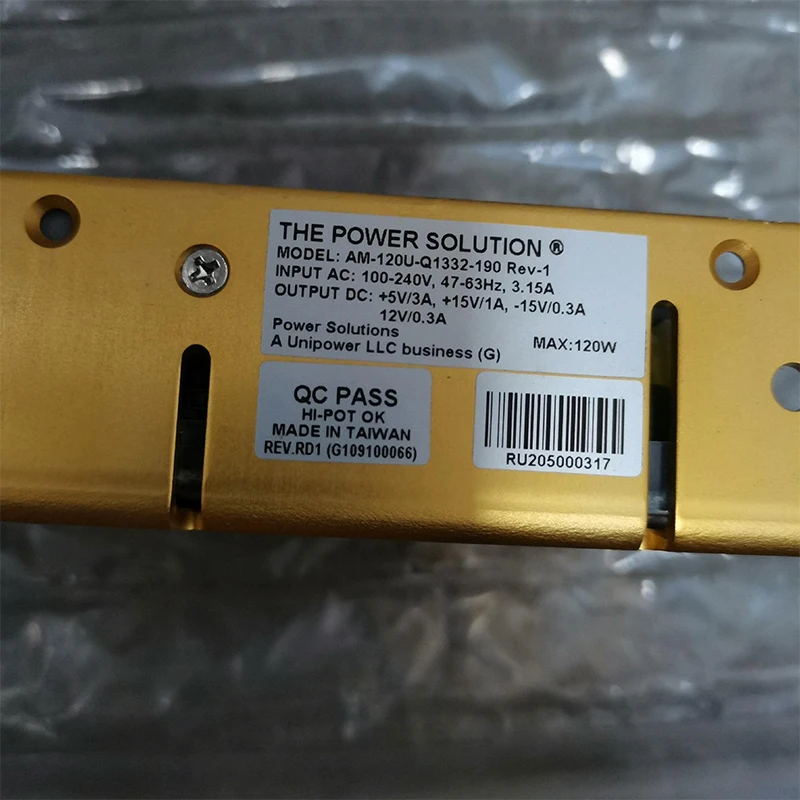 THE POWER SOLUTION ®
MODEL: AM-120U-Q1332-190 Rev-1
INPUT AC: 100-240V, 47-63Hz, 3.15A
OUTPUT DC: +5V/3A, +15V/1A, -15V/0.3A
12V/0.3A
Power Solutions
MAX:120W
A Unipower LLC business (G)
QC PASS
HI-POT OK
MADE IN TAIWAN
REV.RD1 (G109100066)
RU205000317